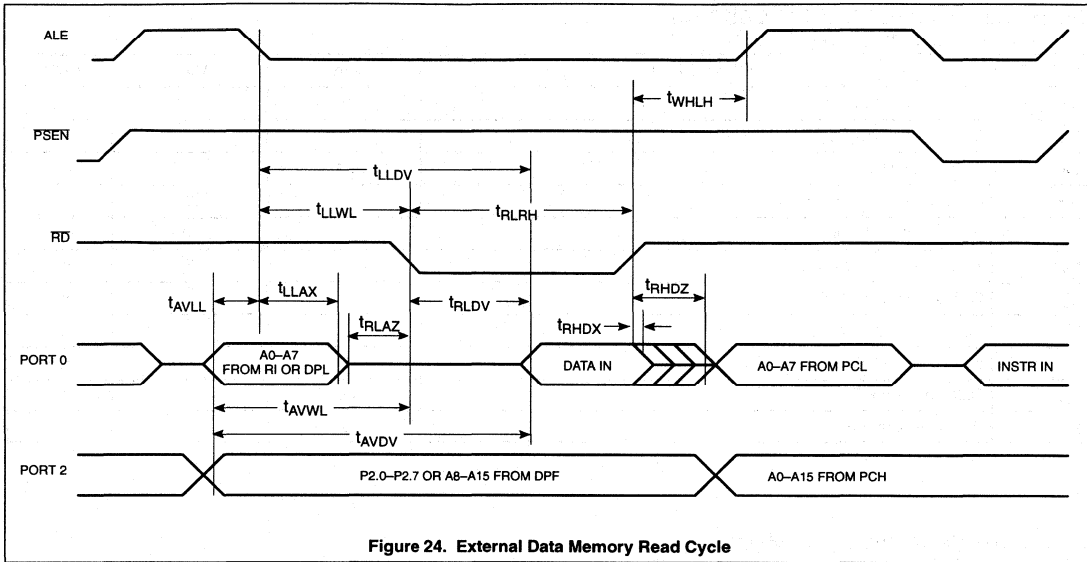 ALE
tWHLH
PSEN
tLLDV
tLLWL
tRLRH
RD
tAVLL
tLLAX
tRLAZ
tRLDV
tRHDZ
tRHDX
PORT 0
A0–A7
FROM RI OR DPL
DATA IN
A0–A7 FROM PCL
INSTR IN
tAVWL
tAVDV
PORT 2
P2.0–P2.7 OR A8–A15 FROM DPF
A0–A15 FROM PCH
Figure 24. External Data Memory Read Cycle